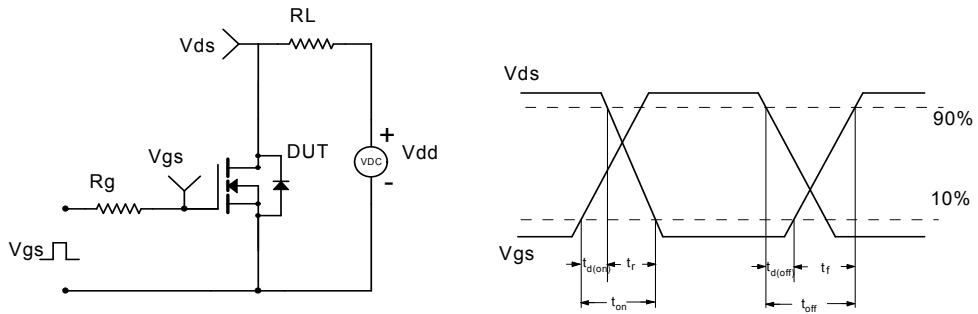 RL
Vds
DUT
Vgs
Rg
+
VDC
Vdd
-
Vgs
Vds
90%
10%
Vgs
td(on)
tr
td(off)
tf
ton
toff